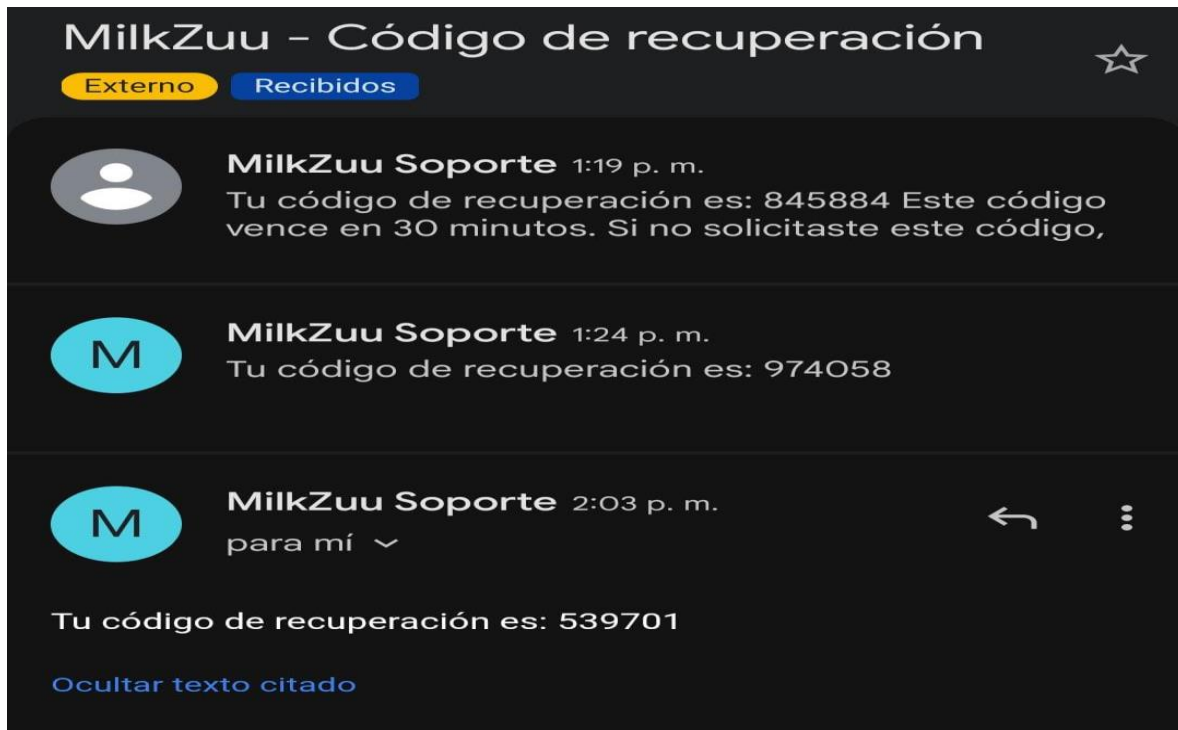 MilkZuu - Código de recuperación
Externo Recibidos
MilkZuu Soporte 1:19 p. m.
Tu código de recuperación es: 845884 Este código
vence en 30 minutos. Si no solicitaste este código,
M
MilkZuu Soporte 1:24 p. m.
Tu código de recuperación es: 974058
M
MilkZuu Soporte 2:03 p. m.
para mí
Tu código de recuperación es: 539701
Ocultar texto citado